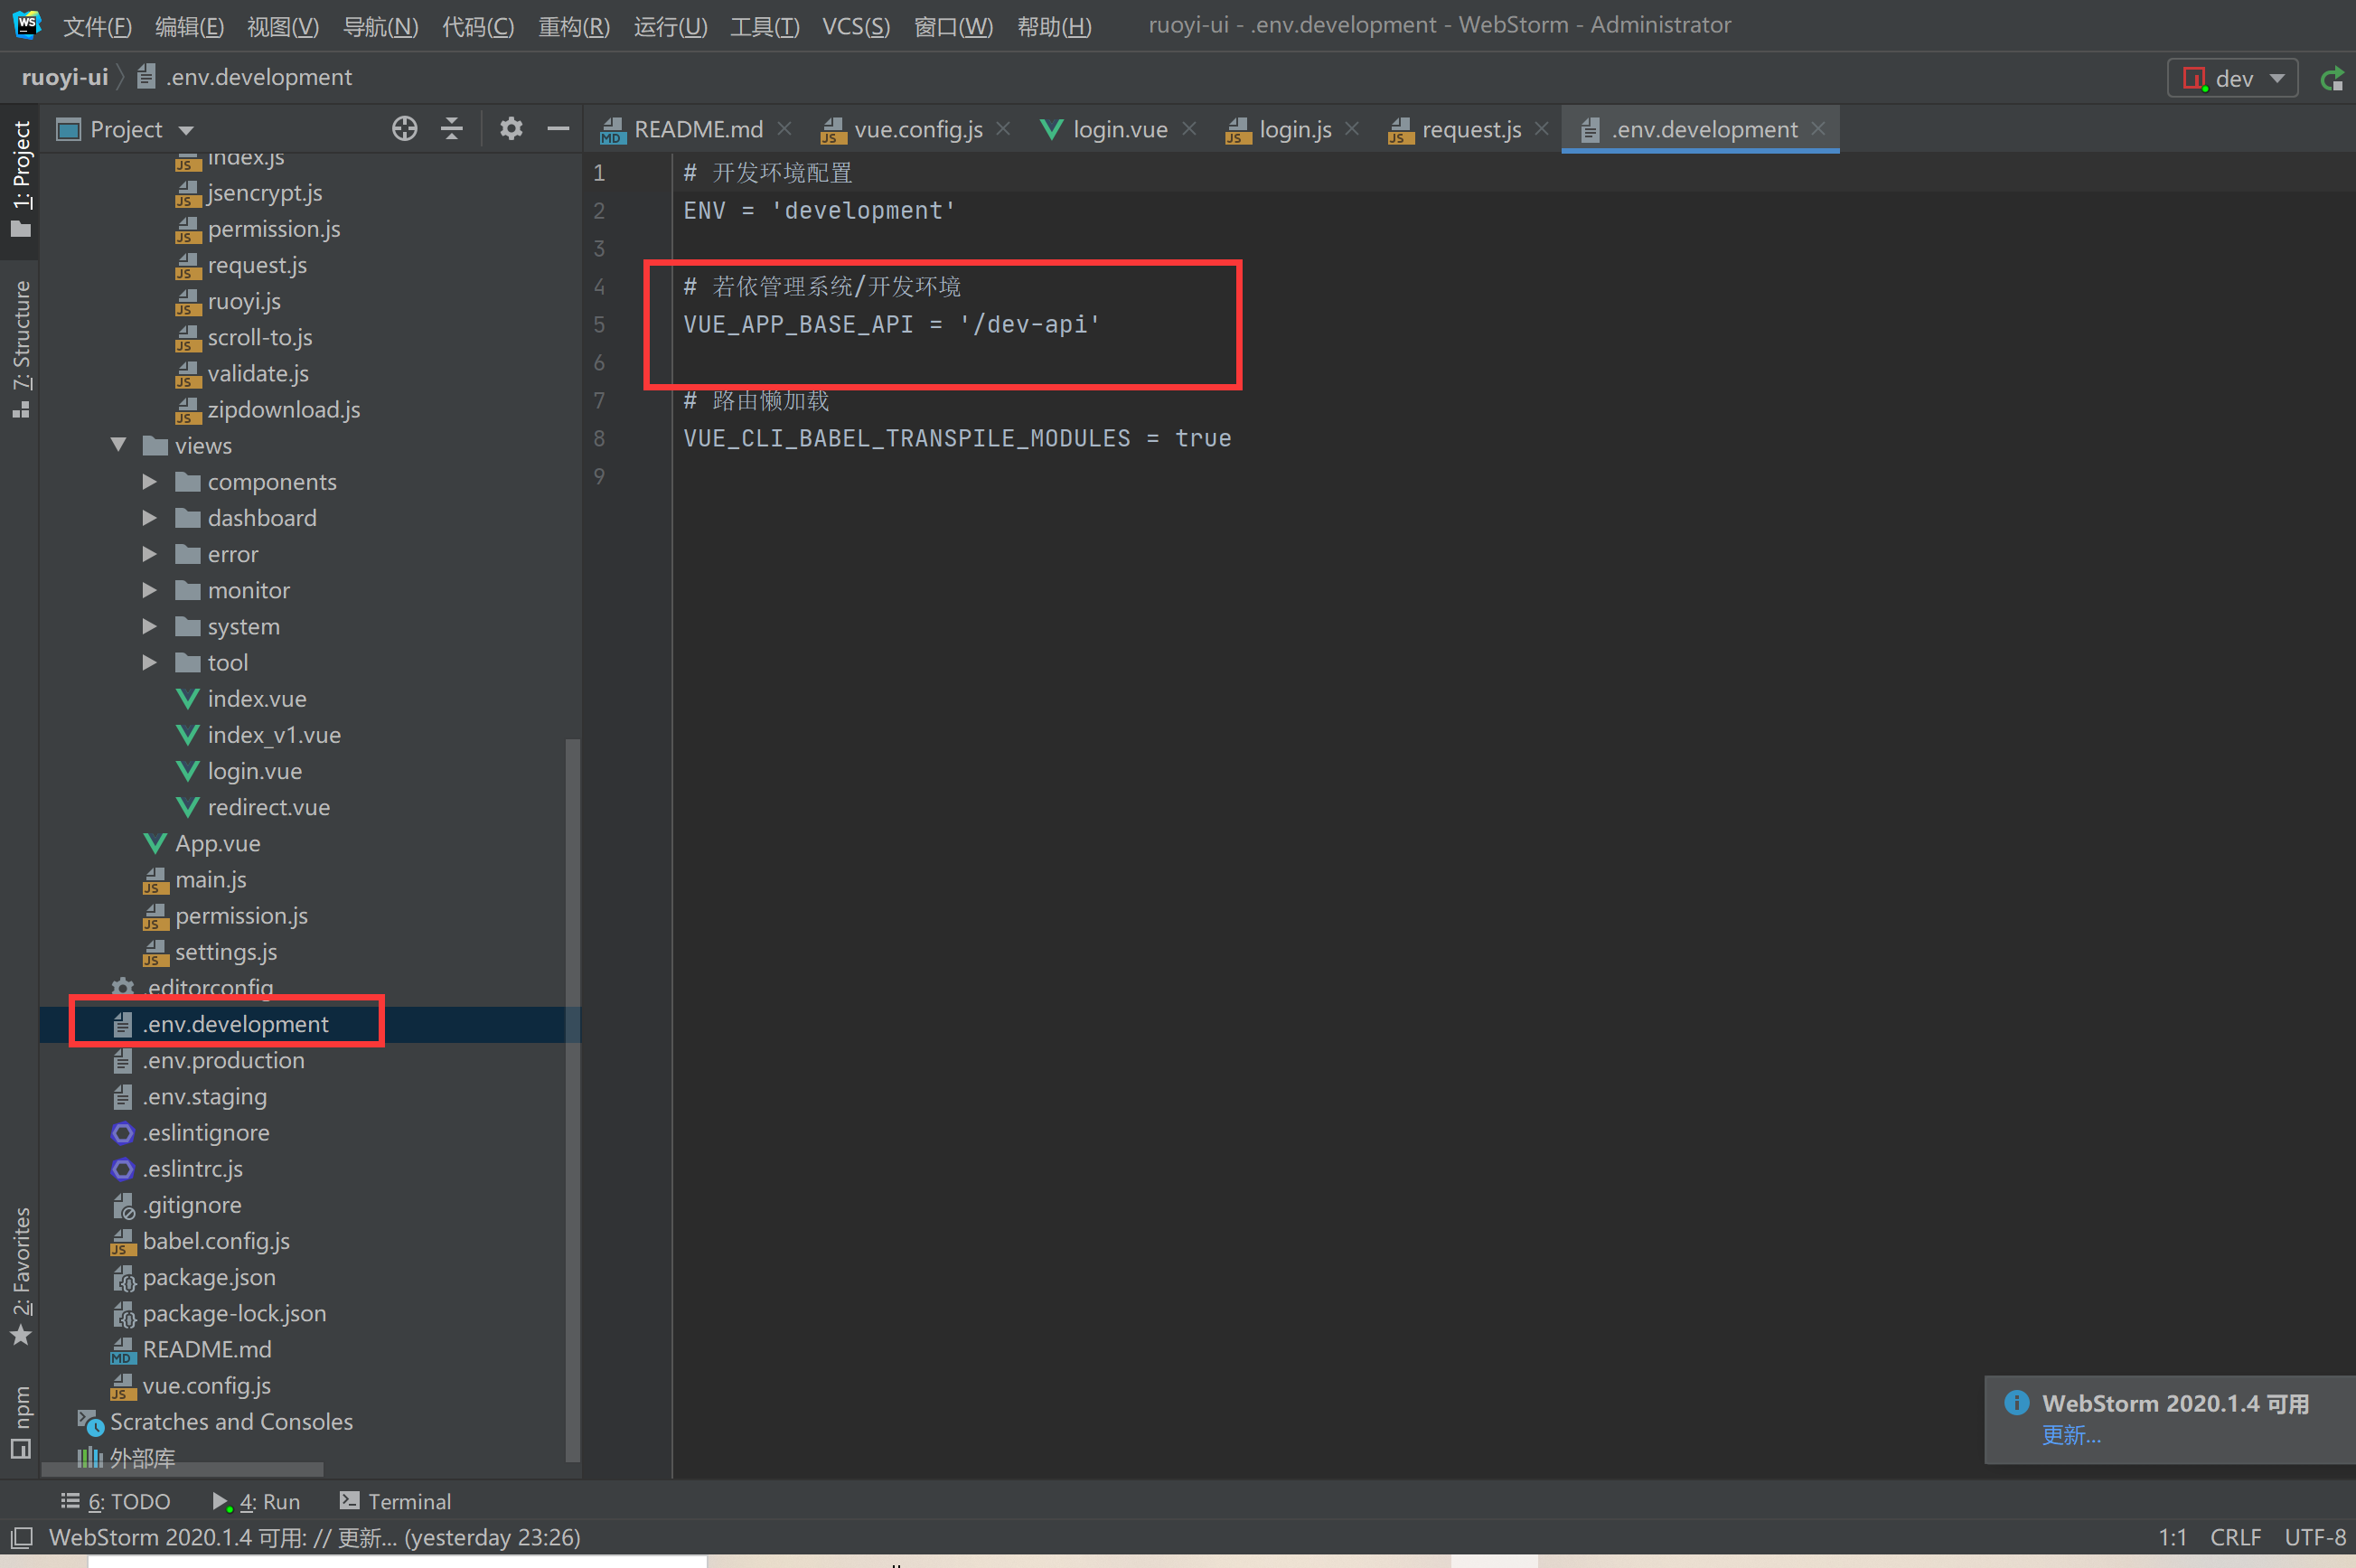 文件(F) 编辑(E) 视图(V) 导航(N) 代码(C) 重构(R) 运行(U) 工具(T) VCS(S) 窗口(W) 帮助(H) ruoyi-ui - .env.development - WebStorm - Administrator
ruoyi-ui .env.development dev
1: Project
7: Structure
2: Favorites
npm
Project
index.js
jsencrypt.js
permission.js
request.js
ruoyi.js
scroll-to.js
validate.js
zipdownload.js
views
components
dashboard
error
monitor
system
tool
index.vue
index_v1.vue
login.vue
redirect.vue
App.vue
main.js
permission.js
settings.js
.editorconfig
.env.development
.env.production
.env.staging
.eslintignore
.eslintrc.js
.gitignore
babel.config.js
package.json
package-lock.json
README.md
vue.config.js
Scratches and Consoles
外部库
README.md vue.config.js login.vue login.js request.js .env.development
1 # 开发环境配置
2 ENV = 'development'
3
4 # 若依管理系统/开发环境
5 VUE_APP_BASE_API = '/dev-api'
6
7 # 路由懒加载
8 VUE_CLI_BABEL_TRANSPILE_MODULES = true
9
WebStorm 2020.1.4 可用
更新...
6: TODO 4: Run Terminal
WebStorm 2020.1.4 可用: // 更新... (yesterday 23:26) 1:1 CRLF UTF-8